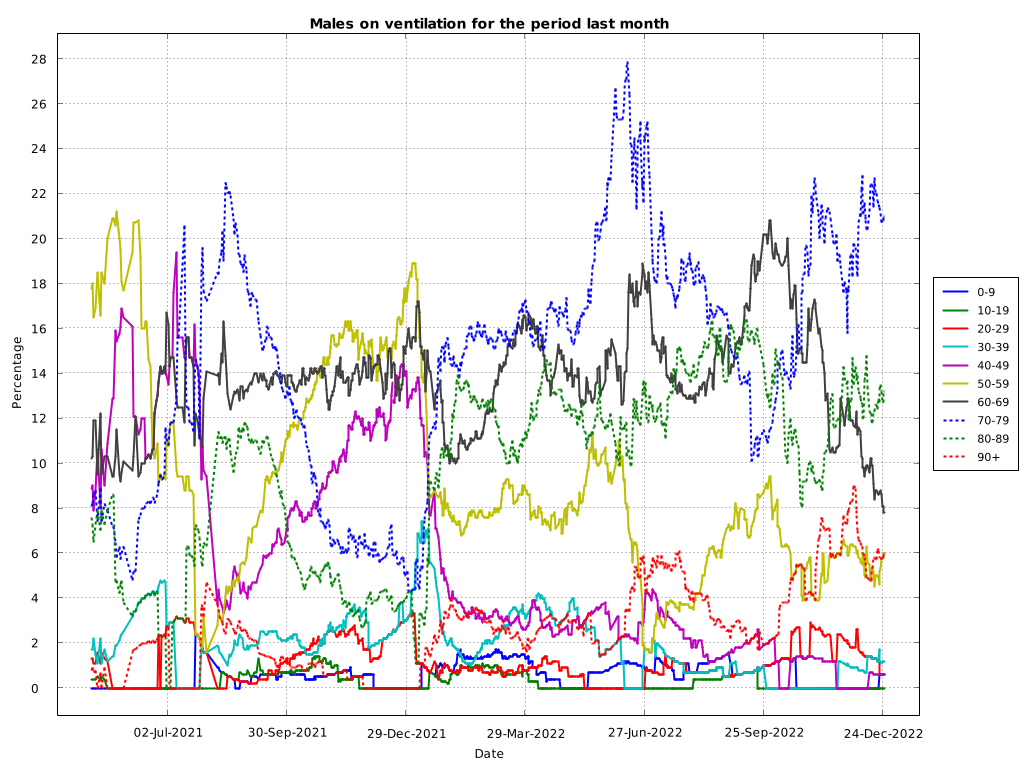 Males on ventilation for the period last month
Percentage
28
26
24
22
20
18
16
14
12
10
8
6
4
2
0
02-Jul-2021
30-Sep-2021
29-Dec-2021
29-Mar-2022
27-Jun-2022
25-Sep-2022
24-Dec-2022
Date
0-9
10-19
20-29
30-39
40-49
50-59
60-69
70-79
80-89
90+